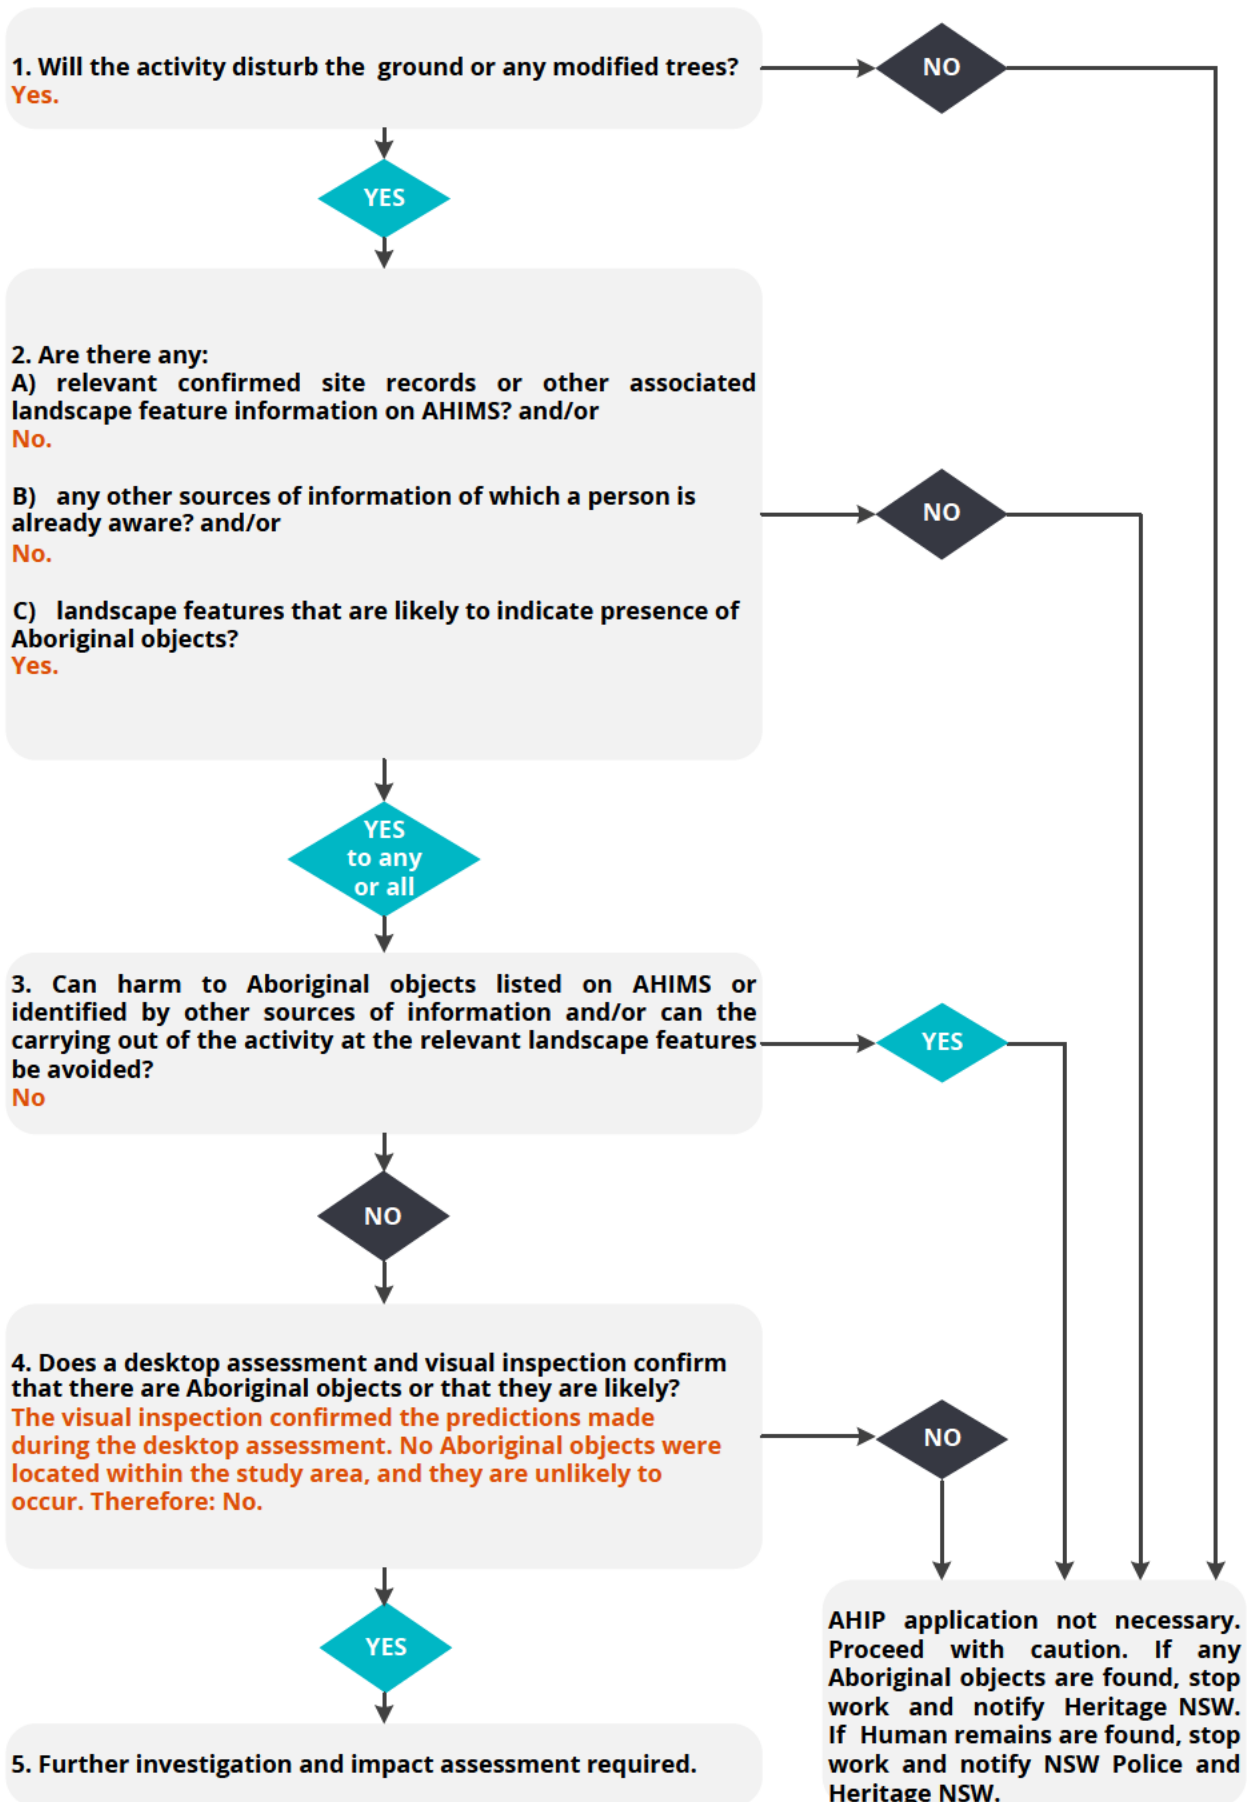 1. Will the activity disturb the ground or any modified trees?
Yes.
NO
YES
2. Are there any:
A) relevant confirmed site records or other associated
landscape feature information on AHIMS? and/or
No.
B) any other sources of information of which a person is
already aware? and/or
No.
C) landscape features that are likely to indicate presence of
Aboriginal objects?
Yes.
NO
YES
to any
or all
3. Can harm to Aboriginal objects listed on AHIMS or
identified by other sources of information and/or can the
carrying out of the activity at the relevant landscape features
be avoided?
No
YES
NO
4. Does a desktop assessment and visual inspection confirm
that there are Aboriginal objects or that they are likely?
The visual inspection confirmed the predictions made
during the desktop assessment. No Aboriginal objects were
located within the study area, and they are unlikely to
occur. Therefore: No.
NO
YES
5. Further investigation and impact assessment required.
AHIP application not necessary.
Proceed with caution. If any
Aboriginal objects are found, stop
work and notify Heritage NSW.
If Human remains are found, stop
work and notify NSW Police and
Heritage NSW.